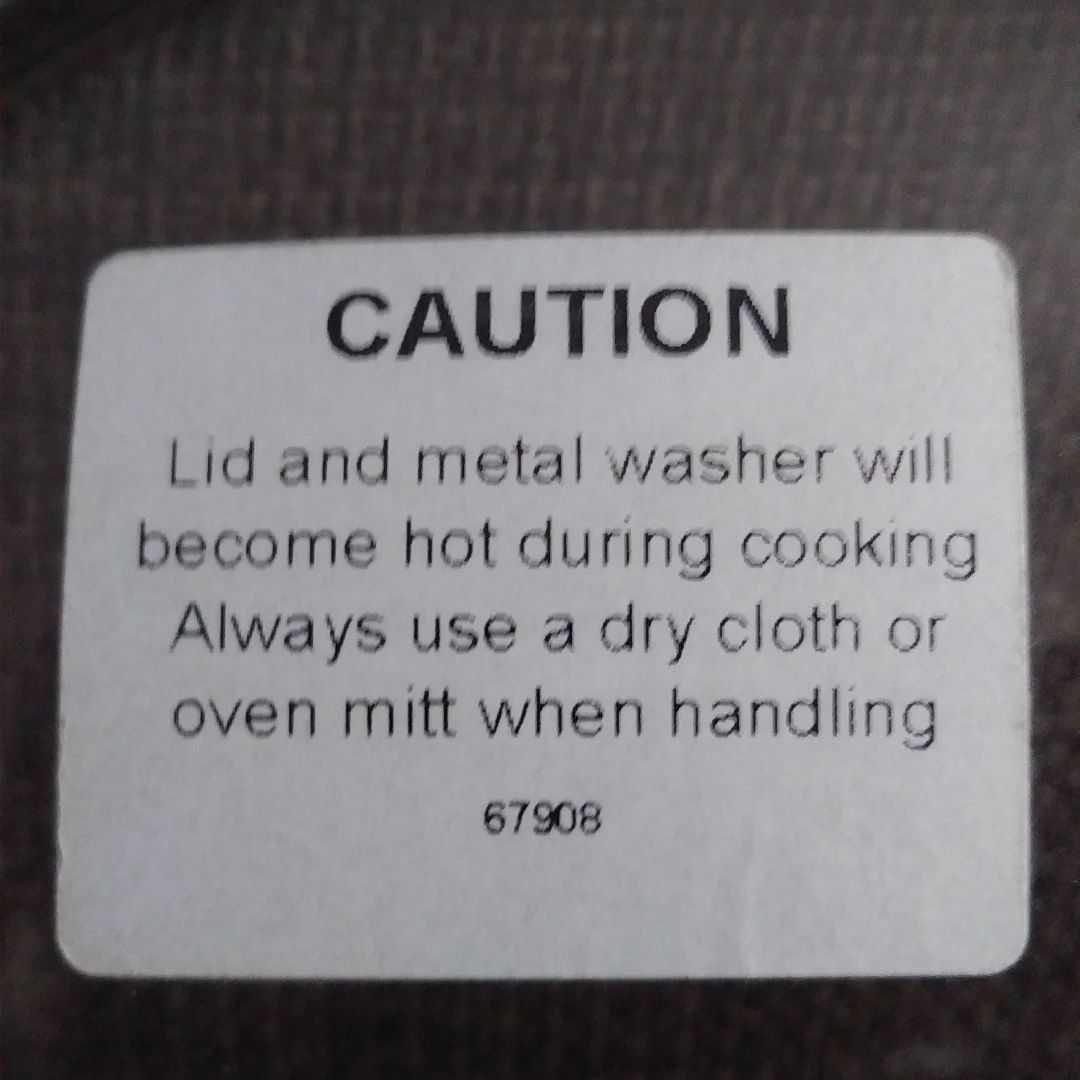 CAUTION
Lid and metal washer will
become hot during cooking
Always use a dry cloth or
oven mitt when handling
67908